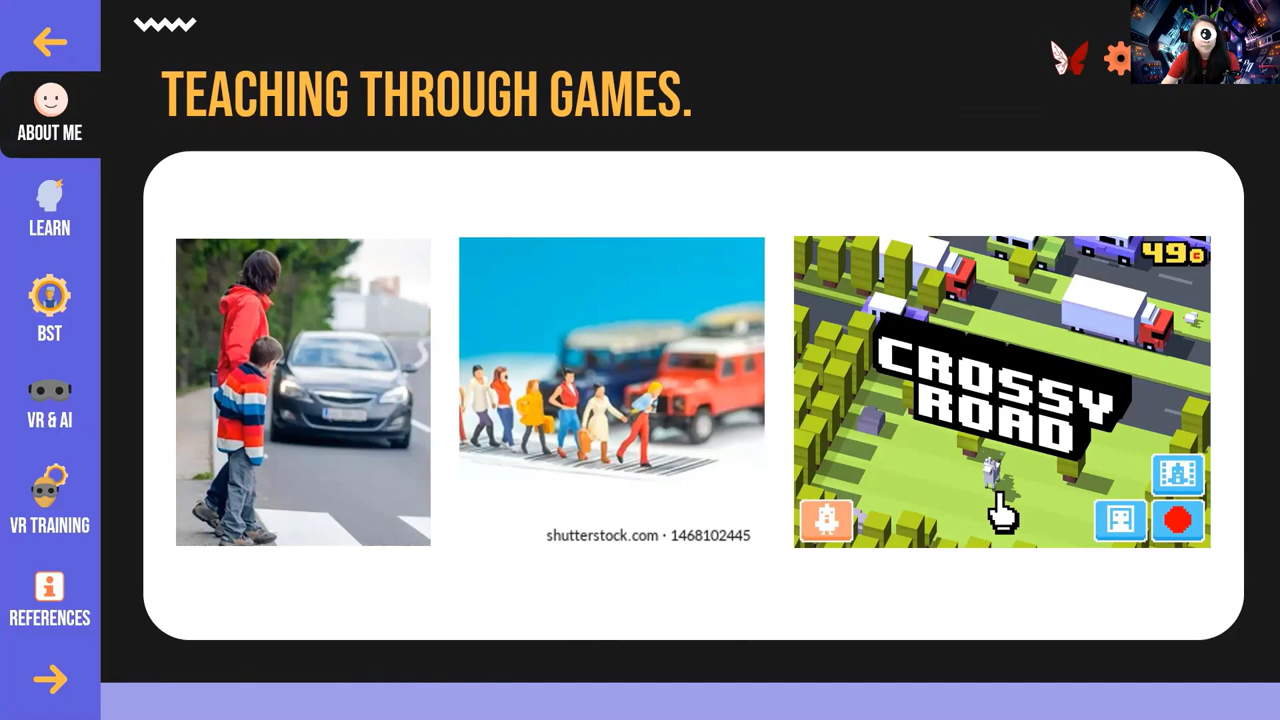 TEACHING THROUGH GAMES.
ABOUT ME
LEARN
BST
VR & AI
VR TRAINING
REFERENCES
shutterstock.com · 1468102445
49
CROSSY
ROAD